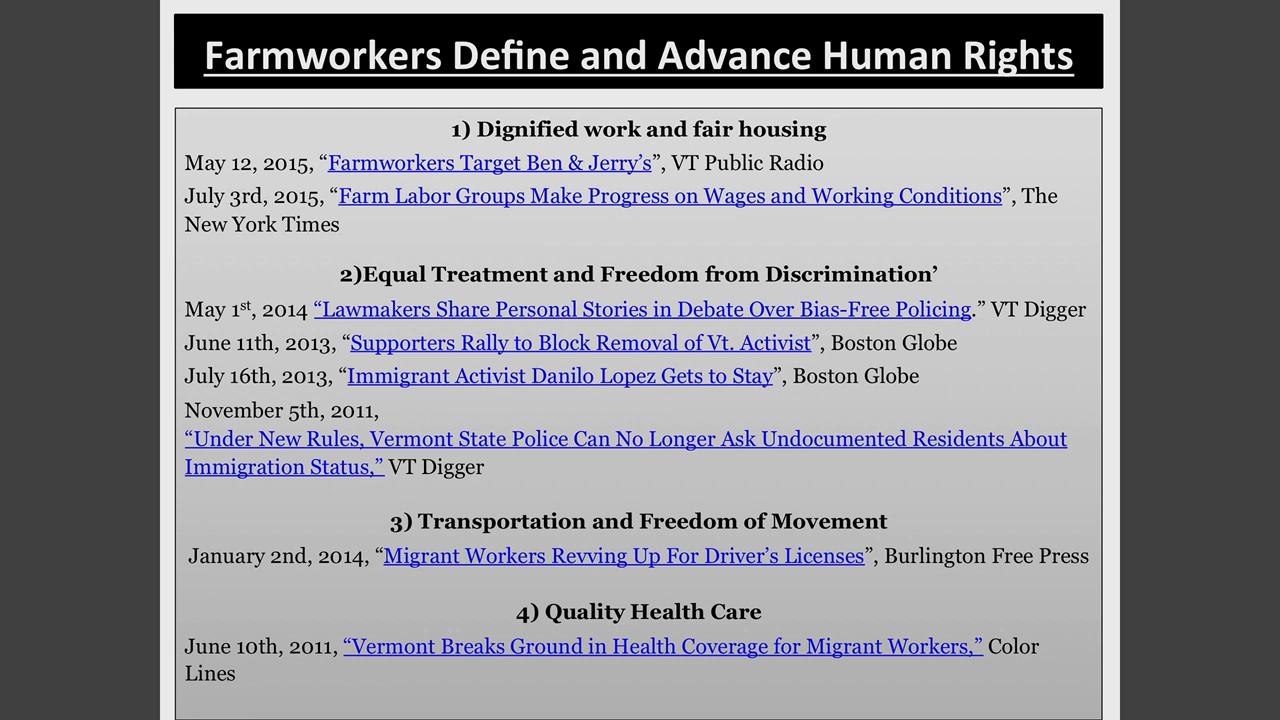 Farmworkers Define and Advance Human Rights
1) Dignified work and fair housing
May 12, 2015, “Farmworkers Target Ben & Jerry’s”, VT Public Radio
July 3rd, 2015, “Farm Labor Groups Make Progress on Wages and Working Conditions”, The
New York Times
2)Equal Treatment and Freedom from Discrimination’
May 1st, 2014 “Lawmakers Share Personal Stories in Debate Over Bias-Free Policing.” VT Digger
June 11th, 2013, “Supporters Rally to Block Removal of Vt. Activist”, Boston Globe
July 16th, 2013, “Immigrant Activist Danilo Lopez Gets to Stay”, Boston Globe
November 5th, 2011,
“Under New Rules, Vermont State Police Can No Longer Ask Undocumented Residents About
Immigration Status,” VT Digger
3) Transportation and Freedom of Movement
January 2nd, 2014, “Migrant Workers Revving Up For Driver’s Licenses”, Burlington Free Press
4) Quality Health Care
June 10th, 2011, “Vermont Breaks Ground in Health Coverage for Migrant Workers,” Color
Lines